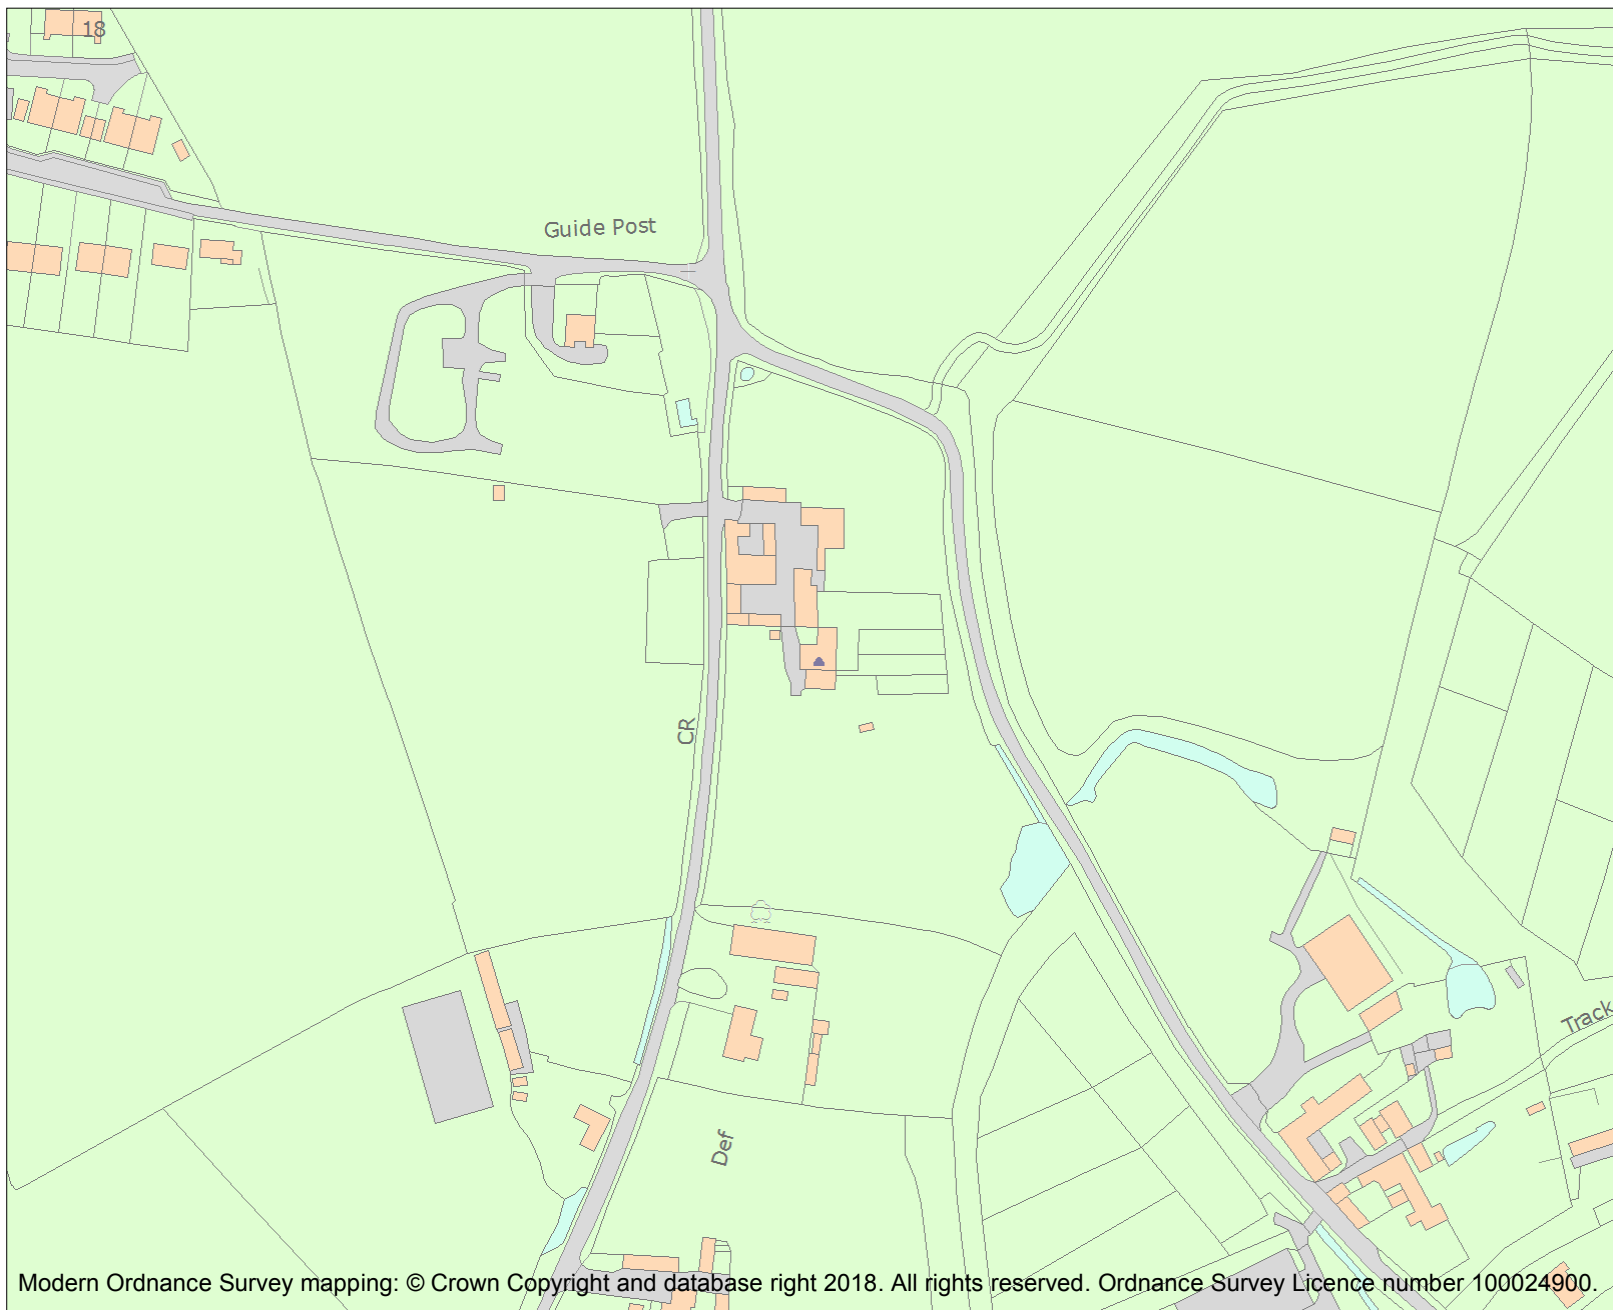 18
Guide Post
CR
Track
Def
Modern Ordnance Survey mapping: © Crown Copyright and database right 2018. All rights reserved. Ordnance Survey Licence number 100024900.